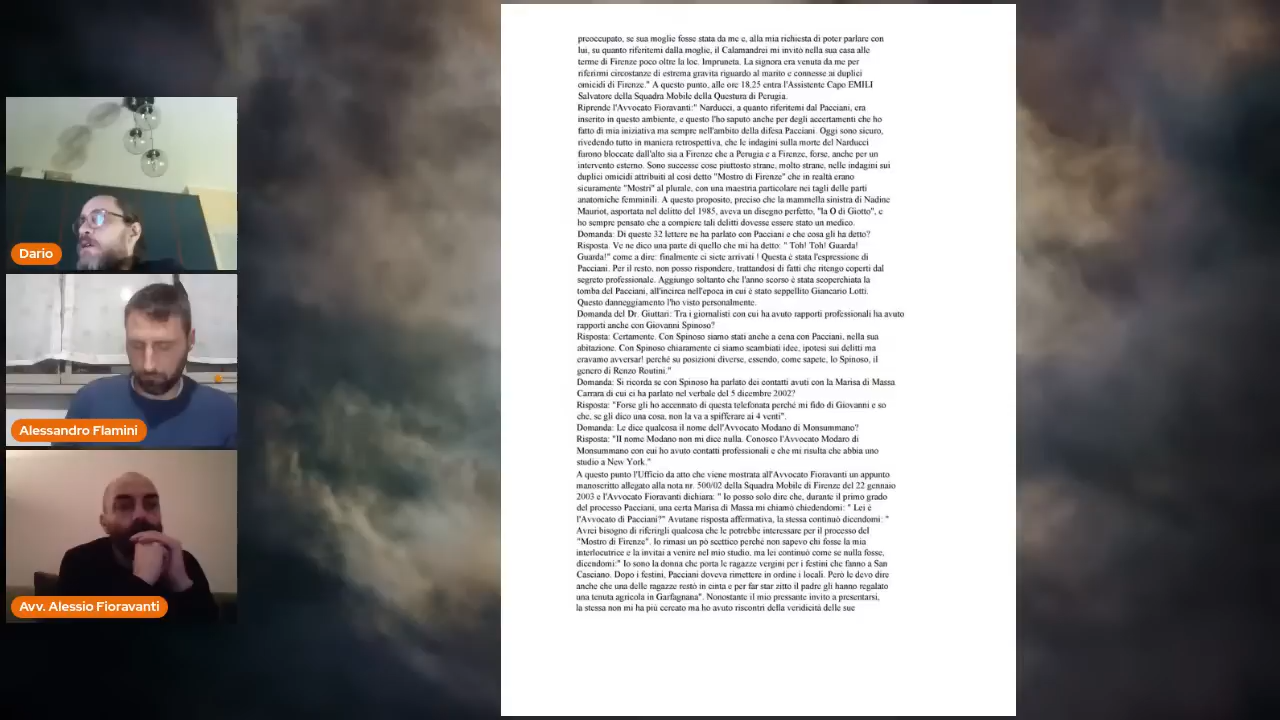 Dario
Alessandro Flamini
Avv. Alessio Fioravanti
preoccupato, se sua moglie fosse stata da me e, alla mia richiesta di poter parlare con
lui, su quanto riferitemi dalla moglie, il Calamandrei mi invitò nella sua casa alle
terme di Firenze poco oltre la loc. Impruneta. La signora era venuta da me per
riferirmi circostanze di estrema gravita riguardo al marito e connesse ai duplici
omicidi di Firenze." A questo punto, alle ore 18,25 entra l'Assistente Capo EMILI
Salvatore della Squadra Mobile della Questura di Perugia.
Riprende l'Avvocato Fioravanti:" Narducci, a quanto riferitemi dal Pacciani, era
inserito in questo ambiente, e questo l'ho saputo anche per degli accertamenti che ho
fatto di mia iniziativa ma sempre nell'ambito della difesa Pacciani. Oggi sono sicuro,
rivedendo tutto in maniera retrospettiva, che le indagini sulla morte del Narducci
furono bloccate dall'alto sia a Firenze che a Perugia e a Firenze, forse, anche per un
intervento esterno. Sono successe cose piuttosto strane, molto strane, nelle indagini sui
duplici omicidi attribuiti al cosi detto "Mostro di Firenze" che in realtà erano
sicuramente "Mostri" al plurale, con una maestria particolare nei tagli delle parti
anatomiche femminili. A questo proposito, preciso che la mammella sinistra di Nadine
Mauriot, asportata nel delitto del 1985, aveva un disegno perfetto, "la O di Giotto", e
ho sempre pensato che a compiere tali delitti dovesse essere stato un medico.
Domanda: Di queste 32 lettere ne ha parlato con Pacciani e che cosa gli ha detto?
Risposta. Ve ne dico una parte di quello che mi ha detto: " Toh! Toh! Guarda!
Guarda!" come a dire: finalmente ci siete arrivati ! Questa è stata l'espressione di
Pacciani. Per il resto, non posso rispondere, trattandosi di fatti che ritengo coperti dal
segreto professionale. Aggiungo soltanto che l'anno scorso è stata scoperchiata la
tomba del Pacciani, all'incirca nell'epoca in cui è stato seppellito Giancarlo Lotti.
Questo danneggiamento l'ho visto personalmente.
Domanda del Dr. Giuttari: Tra i giornalisti con cui ha avuto rapporti professionali ha avuto
rapporti anche con Giovanni Spinoso?
Risposta: Certamente. Con Spinoso siamo stati anche a cena con Pacciani, nella sua
abitazione. Con Spinoso chiaramente ci siamo scambiati idee, ipotesi sui delitti ma
eravamo avversar! perché su posizioni diverse, essendo, come sapete, lo Spinoso, il
genero di Renzo Routini."
Domanda: Si ricorda se con Spinoso ha parlato dei contatti avuti con la Marisa di Massa
Carrara di cui ci ha parlato nel verbale del 5 dicembre 2002?
Risposta: "Forse gli ho accennato di questa telefonata perché mi fido di Giovanni e so
che, se gli dico una cosa, non la va a spifferare ai 4 venti".
Domanda: Le dice qualcosa il nome dell'Avvocato Modano di Monsummano?
Risposta: "Il nome Modano non mi dice nulla. Conosco l'Avvocato Modaro di
Monsummano con cui ho avuto contatti professionali e che mi risulta che abbia uno
studio a New York."
A questo punto l'Ufficio da atto che viene mostrata all'Avvocato Fioravanti un appunto
manoscritto allegato alla nota nr. 500/02 della Squadra Mobile di Firenze del 22 gennaio
2003 e l'Avvocato Fioravanti dichiara: " Io posso solo dire che, durante il primo grado
del processo Pacciani, una certa Marisa di Massa mi chiamò chiedendomi: " Lei è
l'Avvocato di Pacciani?" Avutane risposta affermativa, la stessa continuò dicendomi: "
Avrei bisogno di riferirgli qualcosa che le potrebbe interessare per il processo del
"Mostro di Firenze". Io rimasi un pò scettico perché non sapevo chi fosse la mia
interlocutrice e la invitai a venire nel mio studio, ma lei continuò come se nulla fosse,
dicendomi:" Io sono la donna che porta le ragazze vergini per i festini che fanno a San
Casciano. Dopo i festini, Pacciani doveva rimettere in ordine i locali. Però le devo dire
anche che una delle ragazze restò in cinta e per far star zitto il padre gli hanno regalato
una tenuta agricola in Garfagnana". Nonostante il mio pressante invito a presentarsi,
la stessa non mi ha più cercato ma ho avuto riscontri della veridicità delle sue